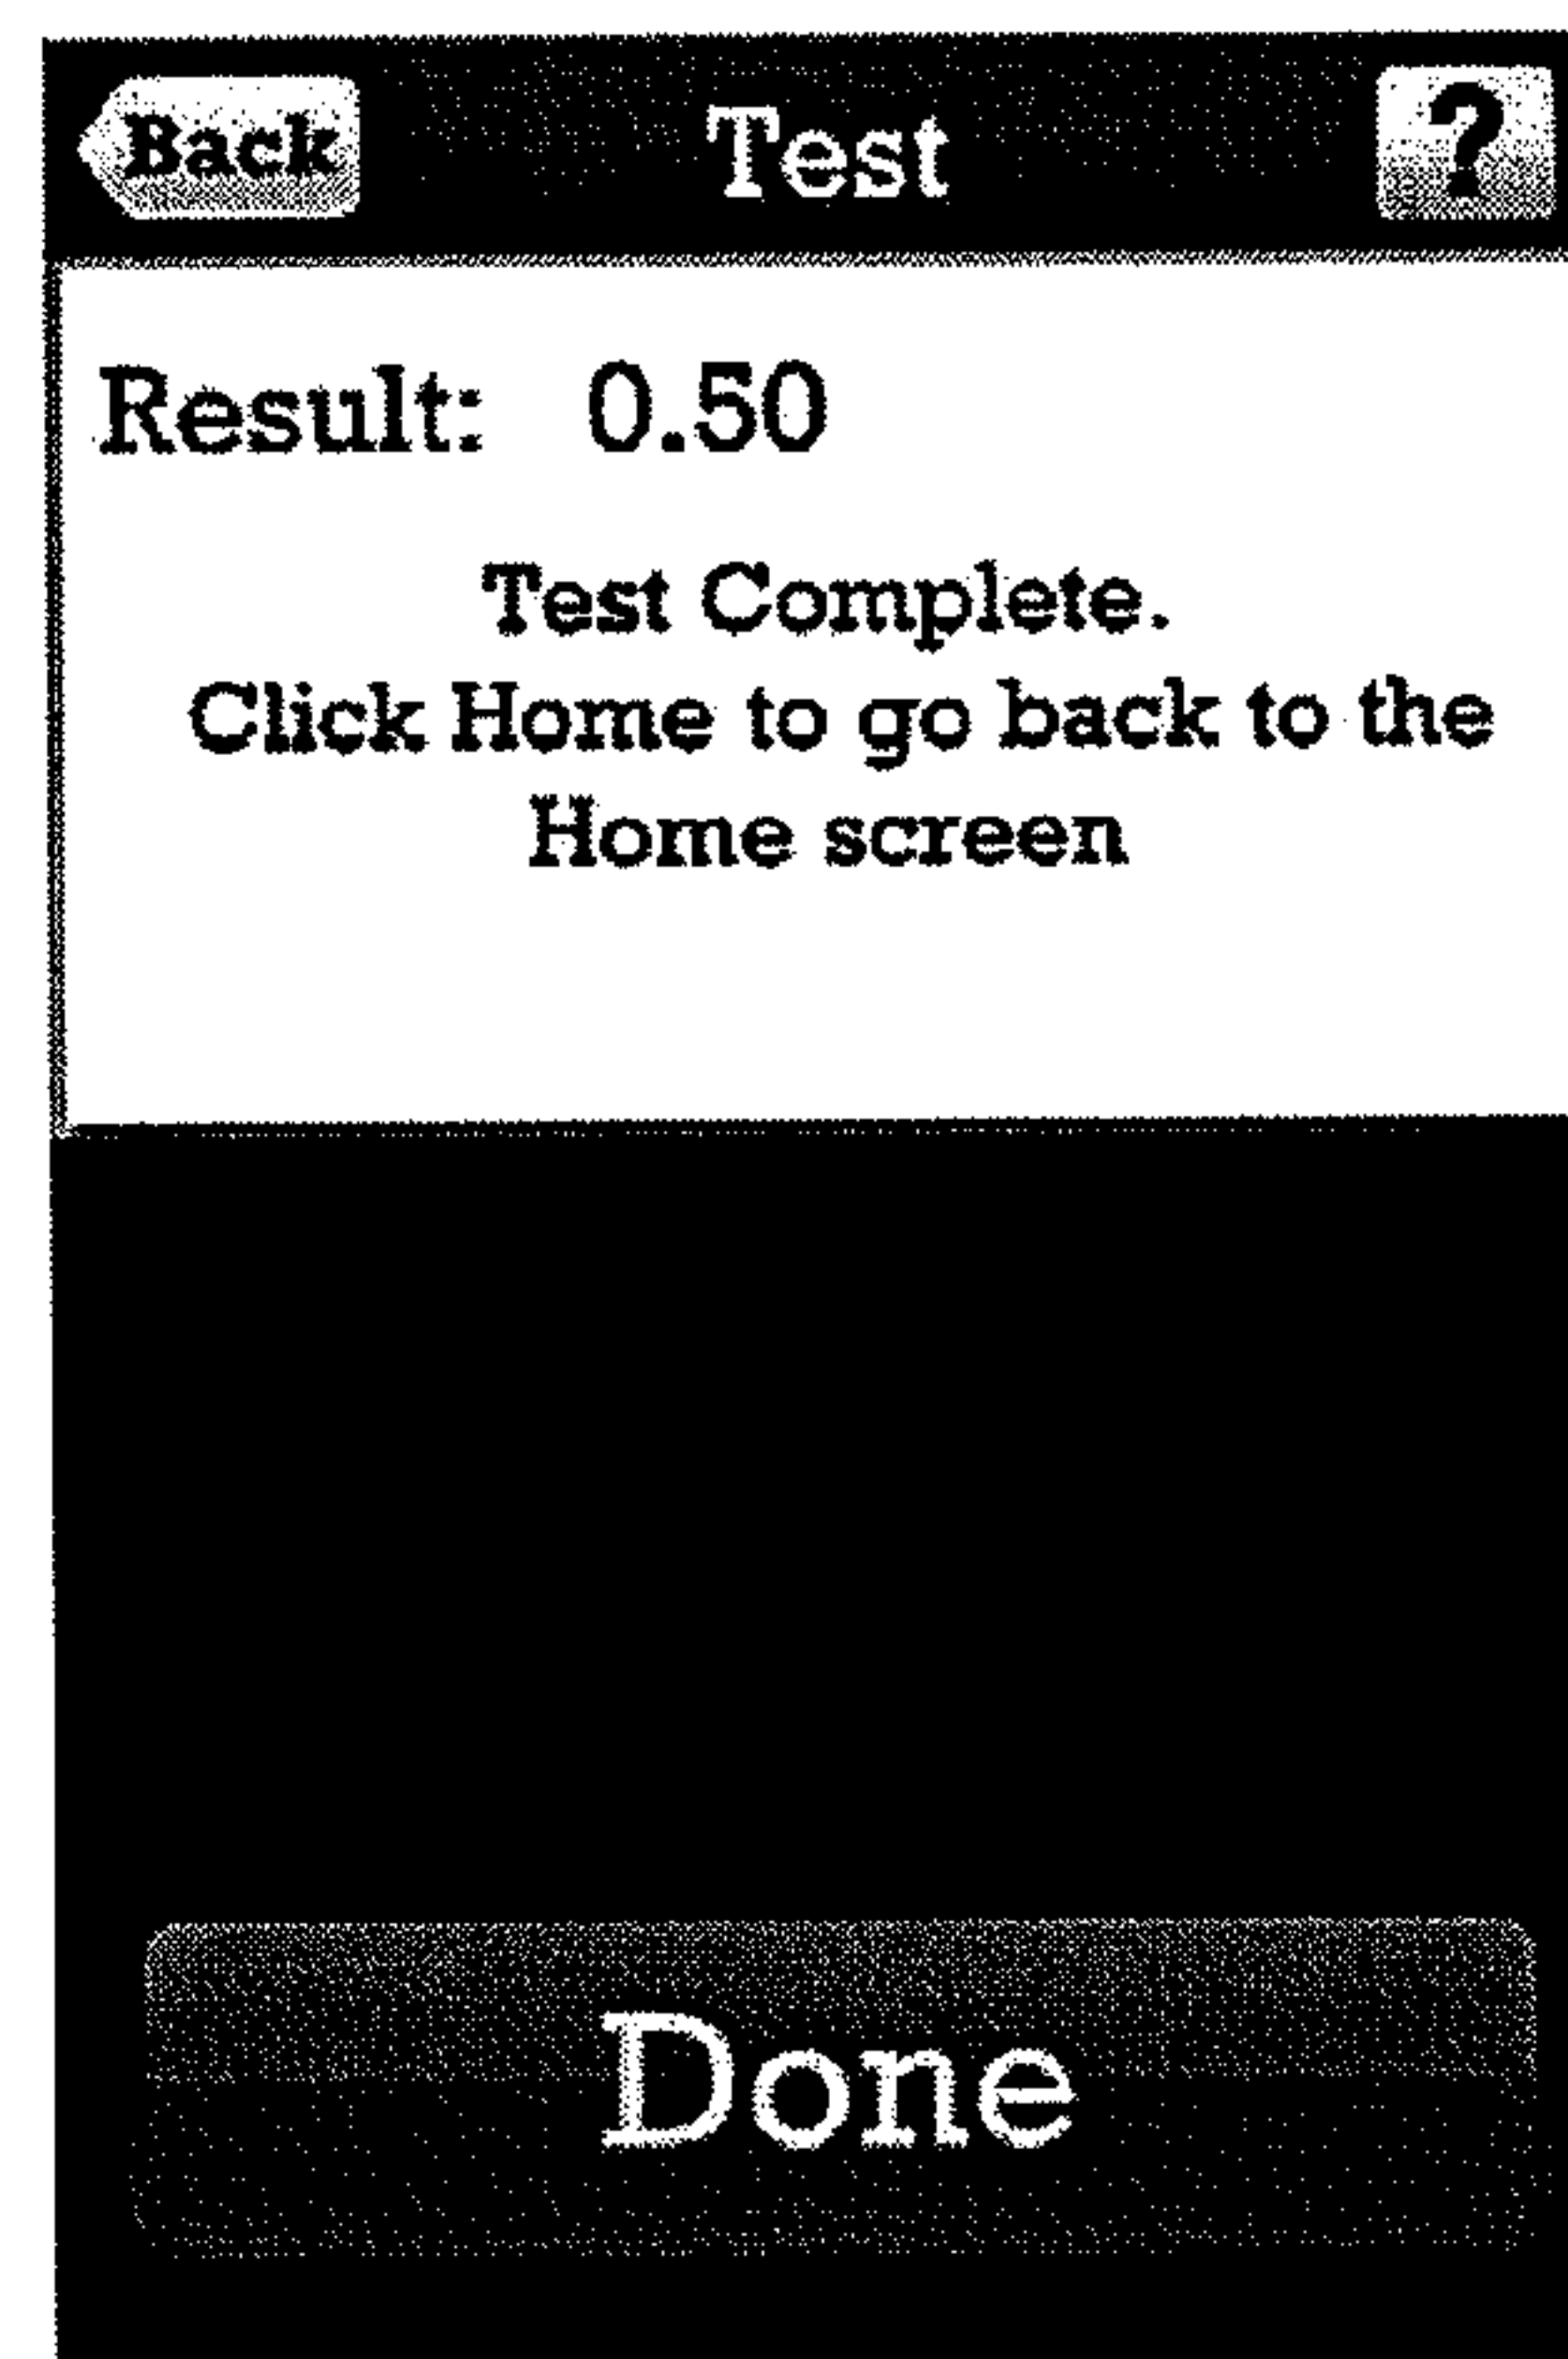 Back Test ?
Result: 0.50
Test Complete.
Click Home to go back to the
Home screen
Done